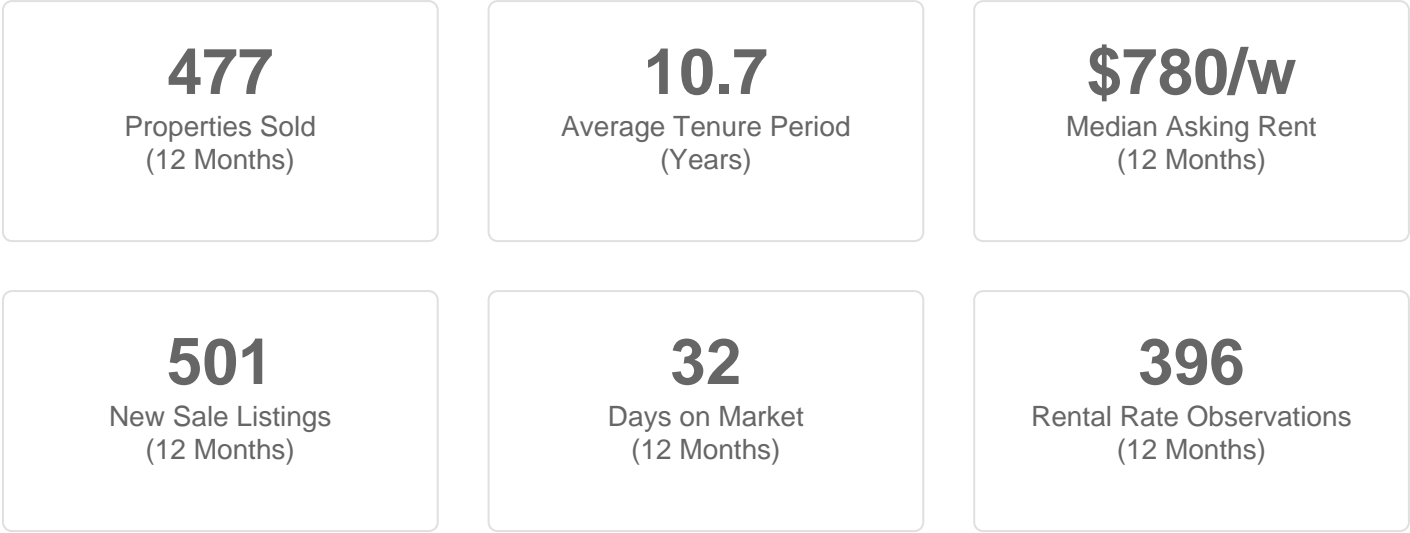 477
Properties Sold
(12 Months)
10.7
Average Tenure Period
(Years)
$780/w
Median Asking Rent
(12 Months)
501
New Sale Listings
(12 Months)
32
Days on Market
(12 Months)
396
Rental Rate Observations
(12 Months)